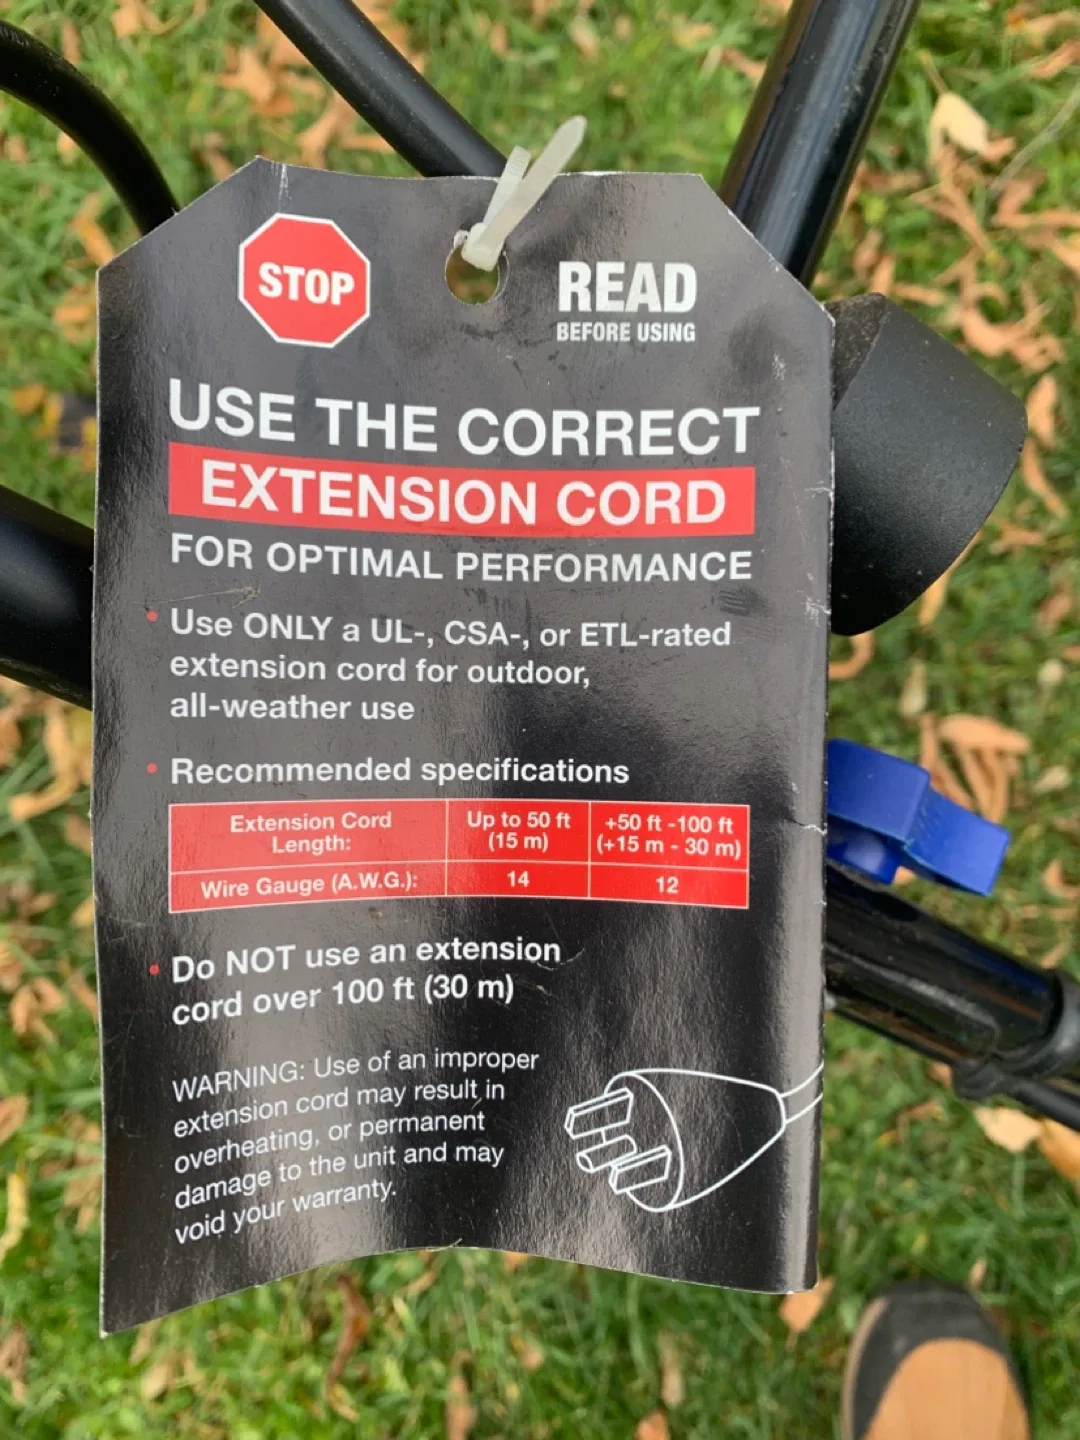 STOP
READ
BEFORE USING
USE THE CORRECT
EXTENSION CORD
FOR OPTIMAL PERFORMANCE
• Use ONLY a UL-, CSA-, or ETL-rated
extension cord for outdoor,
all-weather use
• Recommended specifications
Extension Cord Length: Up to 50 ft (15 m) +50 ft -100 ft (+15 m - 30 m)
Wire Gauge (A.W.G.): 14 12
• Do NOT use an extension
cord over 100 ft (30 m)
WARNING: Use of an improper
extension cord may result in
overheating, or permanent
damage to the unit and may
void your warranty.